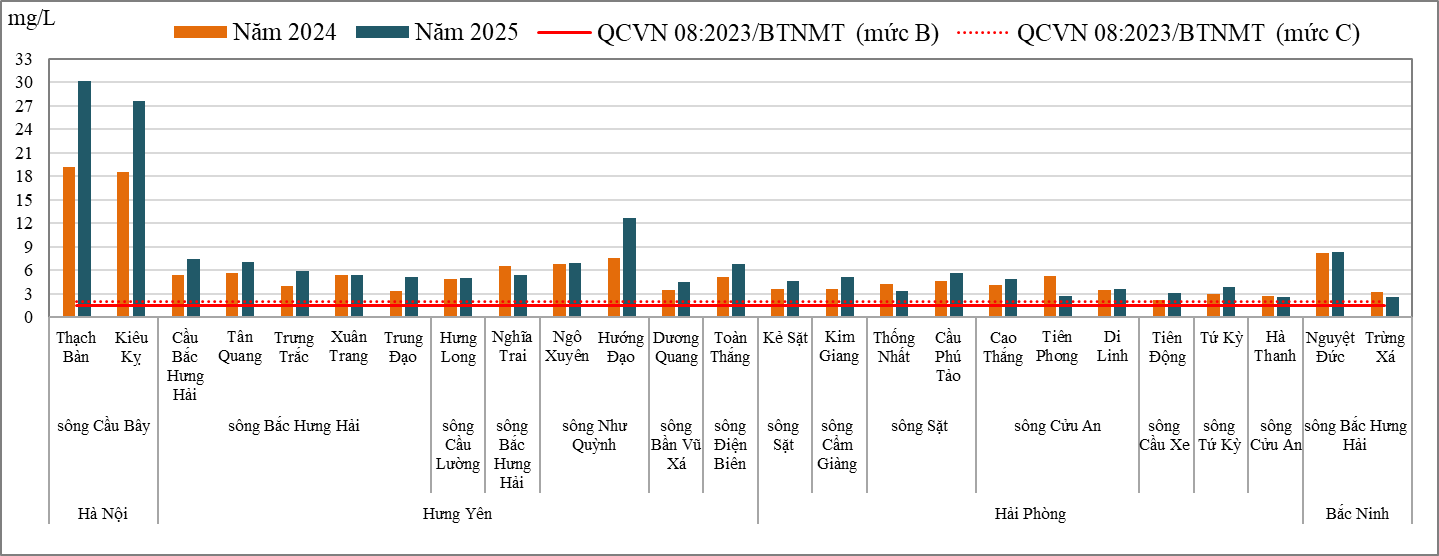 mg/L
Năm 2024
Năm 2025
QCVN 08:2023/BTNMT (mức B)
QCVN 08:2023/BTNMT (mức C)
33
30
27
24
21
18
15
12
9
6
3
0
Thạch Bàn
Kiêu Kỵ
Cầu Bắc Hưng Hải
Tân Quang
Trưng Trắc
Xuân Trang
Trung Đạo
Hưng Long
Nghĩa Trai
Ngô Xuyên
Hướng Đạo
Dương Quang
Toàn Thắng
Kẻ Sặt
Kim Giang
Thống Nhất
Cầu Phú Tảo
Cao Thắng
Tiên Phong
Di Linh
Tiên Động
Tứ Kỳ
Hà Thanh
Nguyệt Đức
Trừng Xá
sông Cầu Bây
sông Bắc Hưng Hải
sông Cầu Lường
sông Bắc Hưng Hải
sông Như Quỳnh
sông Bần Vũ Xá
sông Điện Biên
sông Sặt
sông Cẩm Giàng
sông Sặt
sông Cửu An
sông Cầu Xe
sông Tứ Kỳ
sông Cửu An
sông Bắc Hưng Hải
Hà Nội
Hưng Yên
Hải Phòng
Bắc Ninh